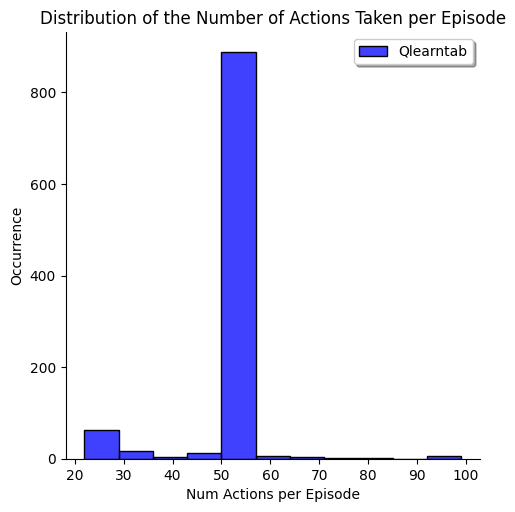 Distribution of the Number of Actions Taken per Episode
Qlearntab
800
600
400
200
0
Occurrence
20 30 40 50 60 70 80 90 100
Num Actions per Episode